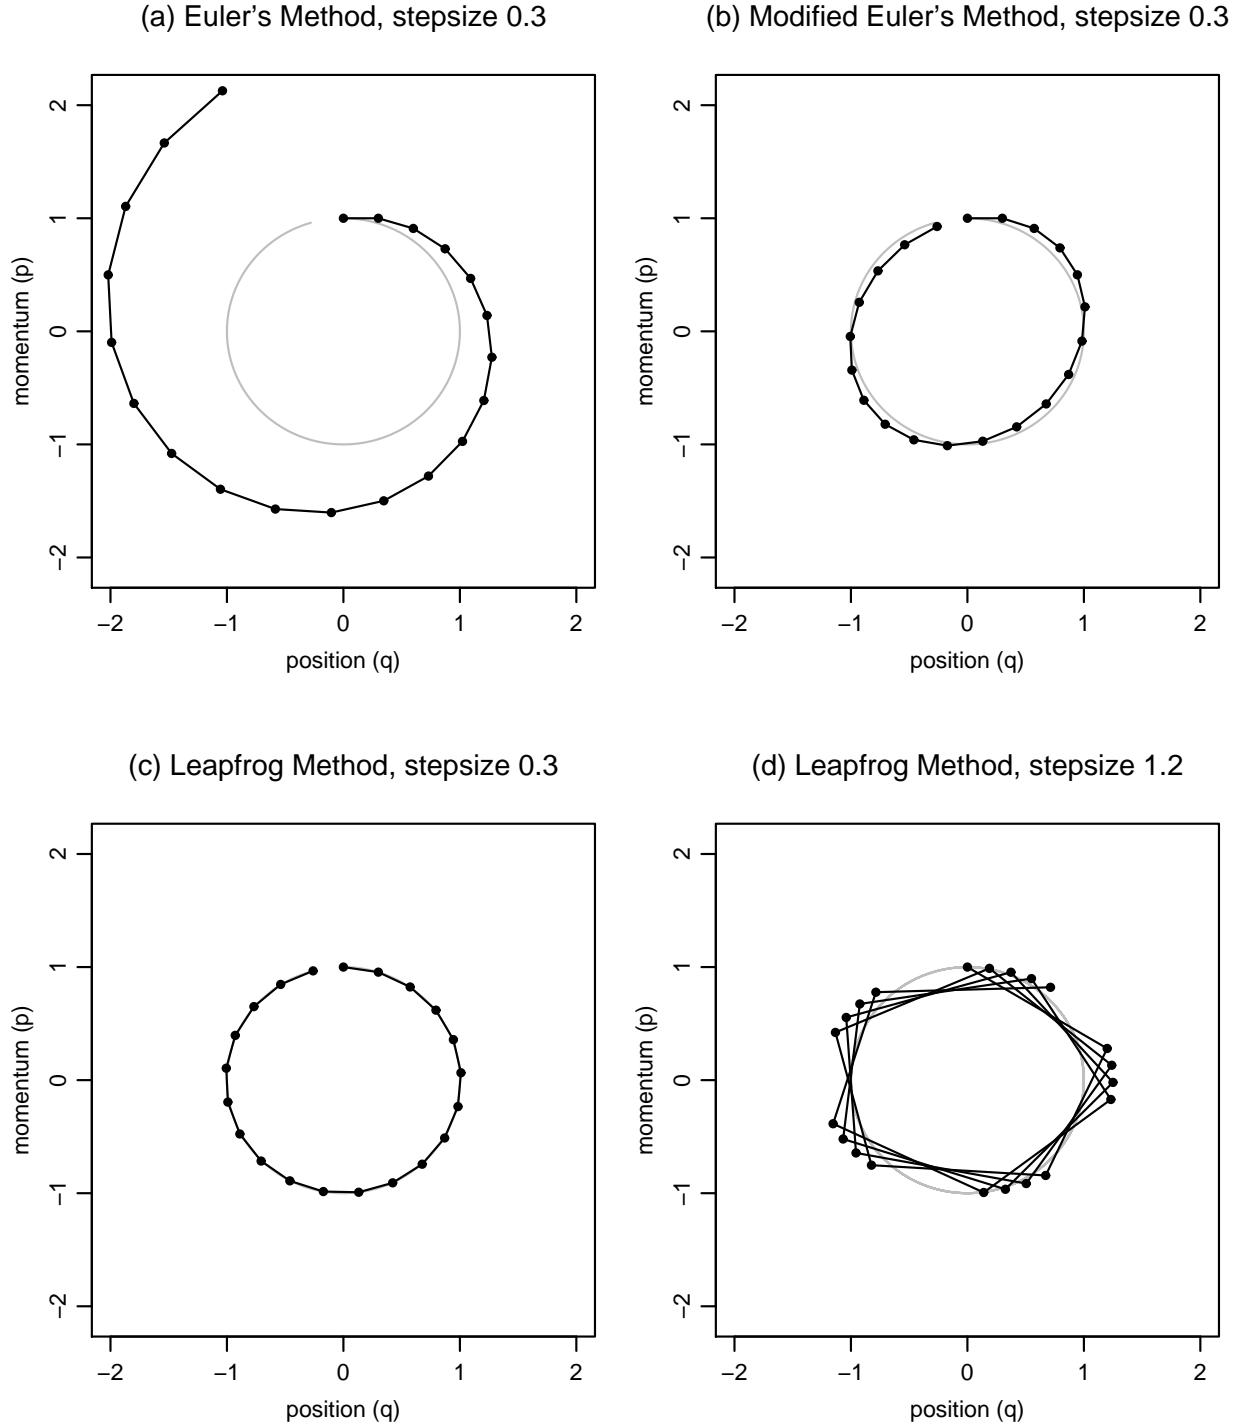 (a) Euler’s Method, stepsize 0.3
momentum (p)
2
1
0
−1
−2
−2 −1 0 1 2
position (q)
(b) Modified Euler’s Method, stepsize 0.3
momentum (p)
2
1
0
−1
−2
−2 −1 0 1 2
position (q)
(c) Leapfrog Method, stepsize 0.3
momentum (p)
2
1
0
−1
−2
−2 −1 0 1 2
position (q)
(d) Leapfrog Method, stepsize 1.2
momentum (p)
2
1
0
−1
−2
−2 −1 0 1 2
position (q)